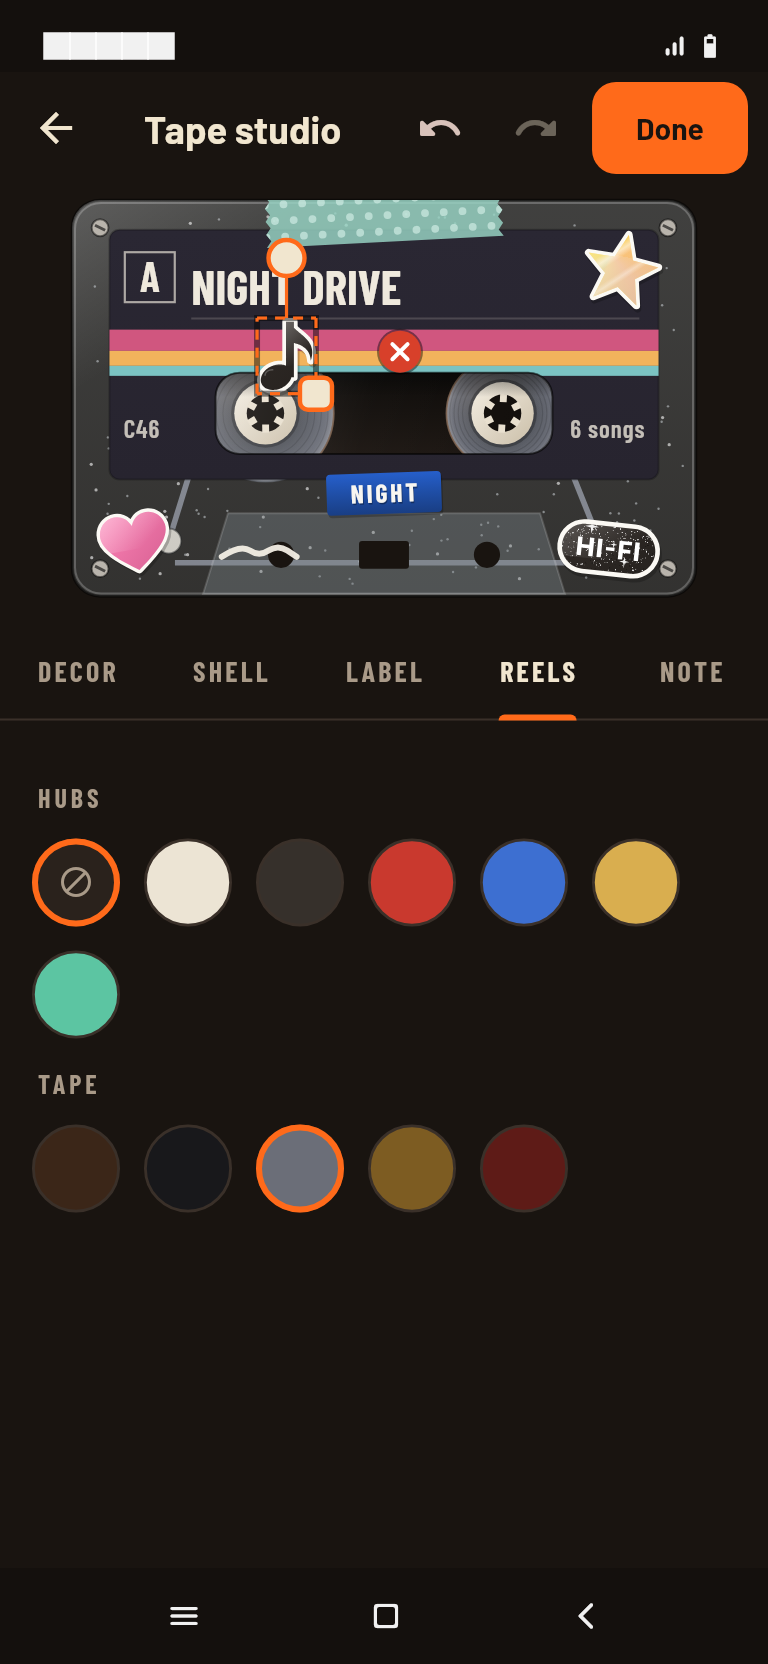 Tape studio
Done
A
NIGHT DRIVE
C46
6 songs
NIGHT
HI-FI
DECOR
SHELL
LABEL
REELS
NOTE
HUBS
TAPE